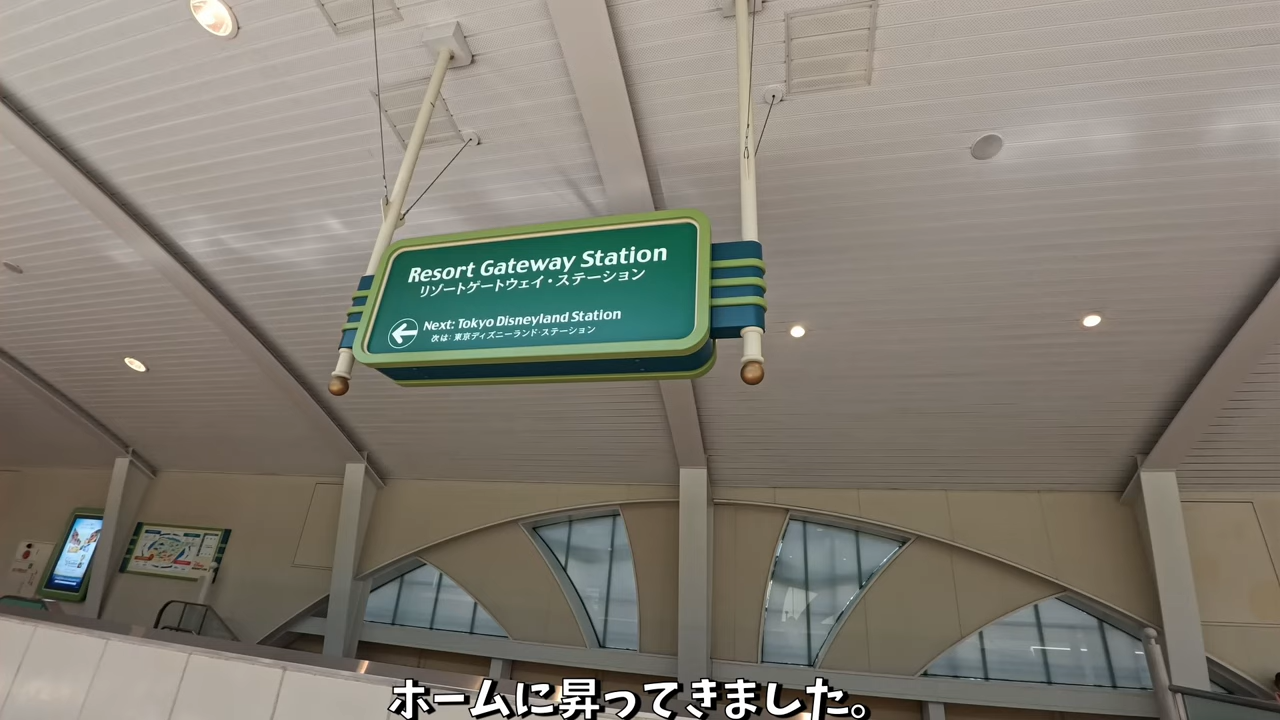 Resort Gateway Station
リゾートゲートウェイ・ステーション
Next: Tokyo Disneyland Station
次は：東京ディズニーランド・ステーション
ホームに昇ってきました。